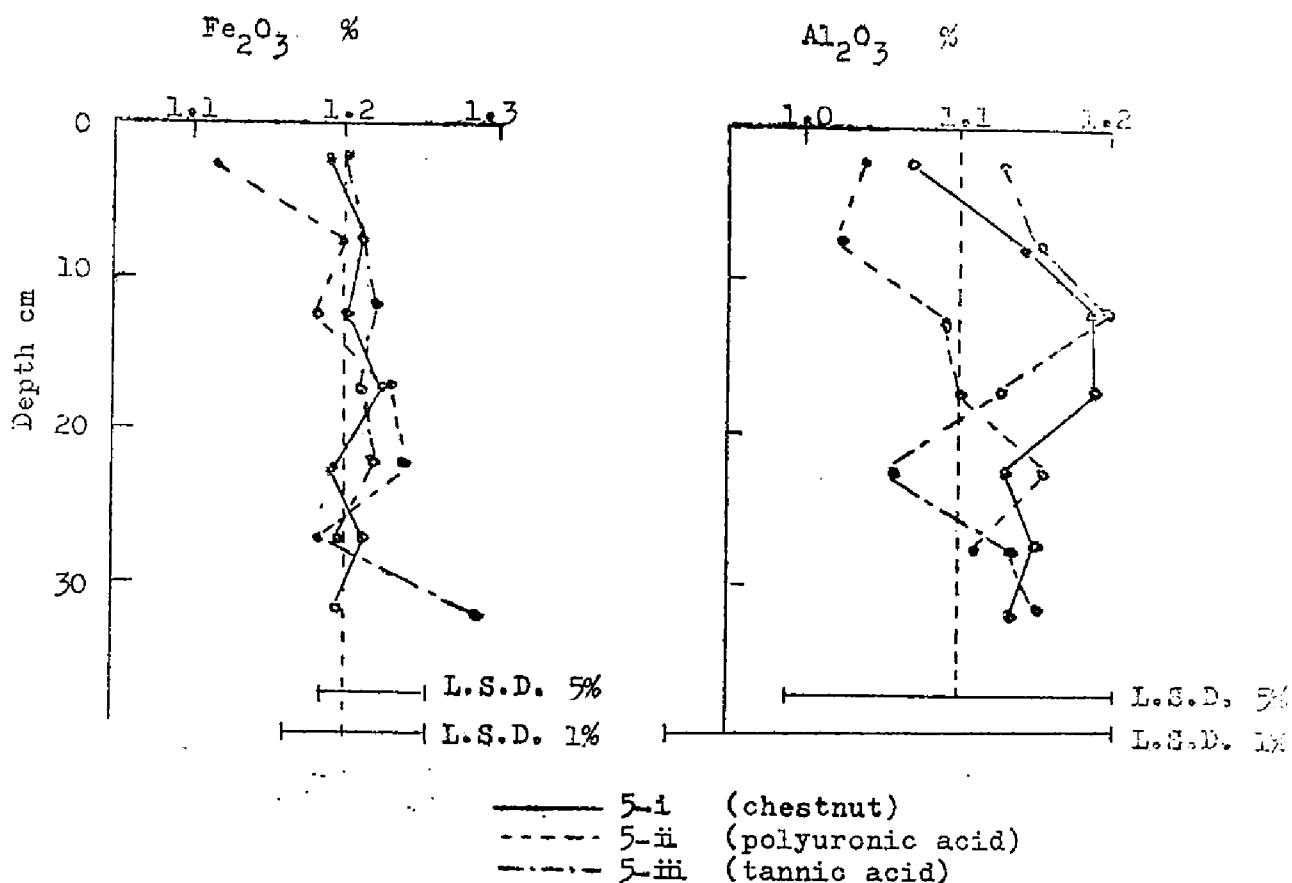 Fe2O3 %
Al2O3 %
1.1 1.2 1.3
1.0 1.1 1.2
0
10
20
30
Depth cm
L.S.D. 5%
L.S.D. 1%
L.S.D. 5%
L.S.D. 1%
5-i (chestnut)
5-ii (polyuronic acid)
5-iii (tannic acid)